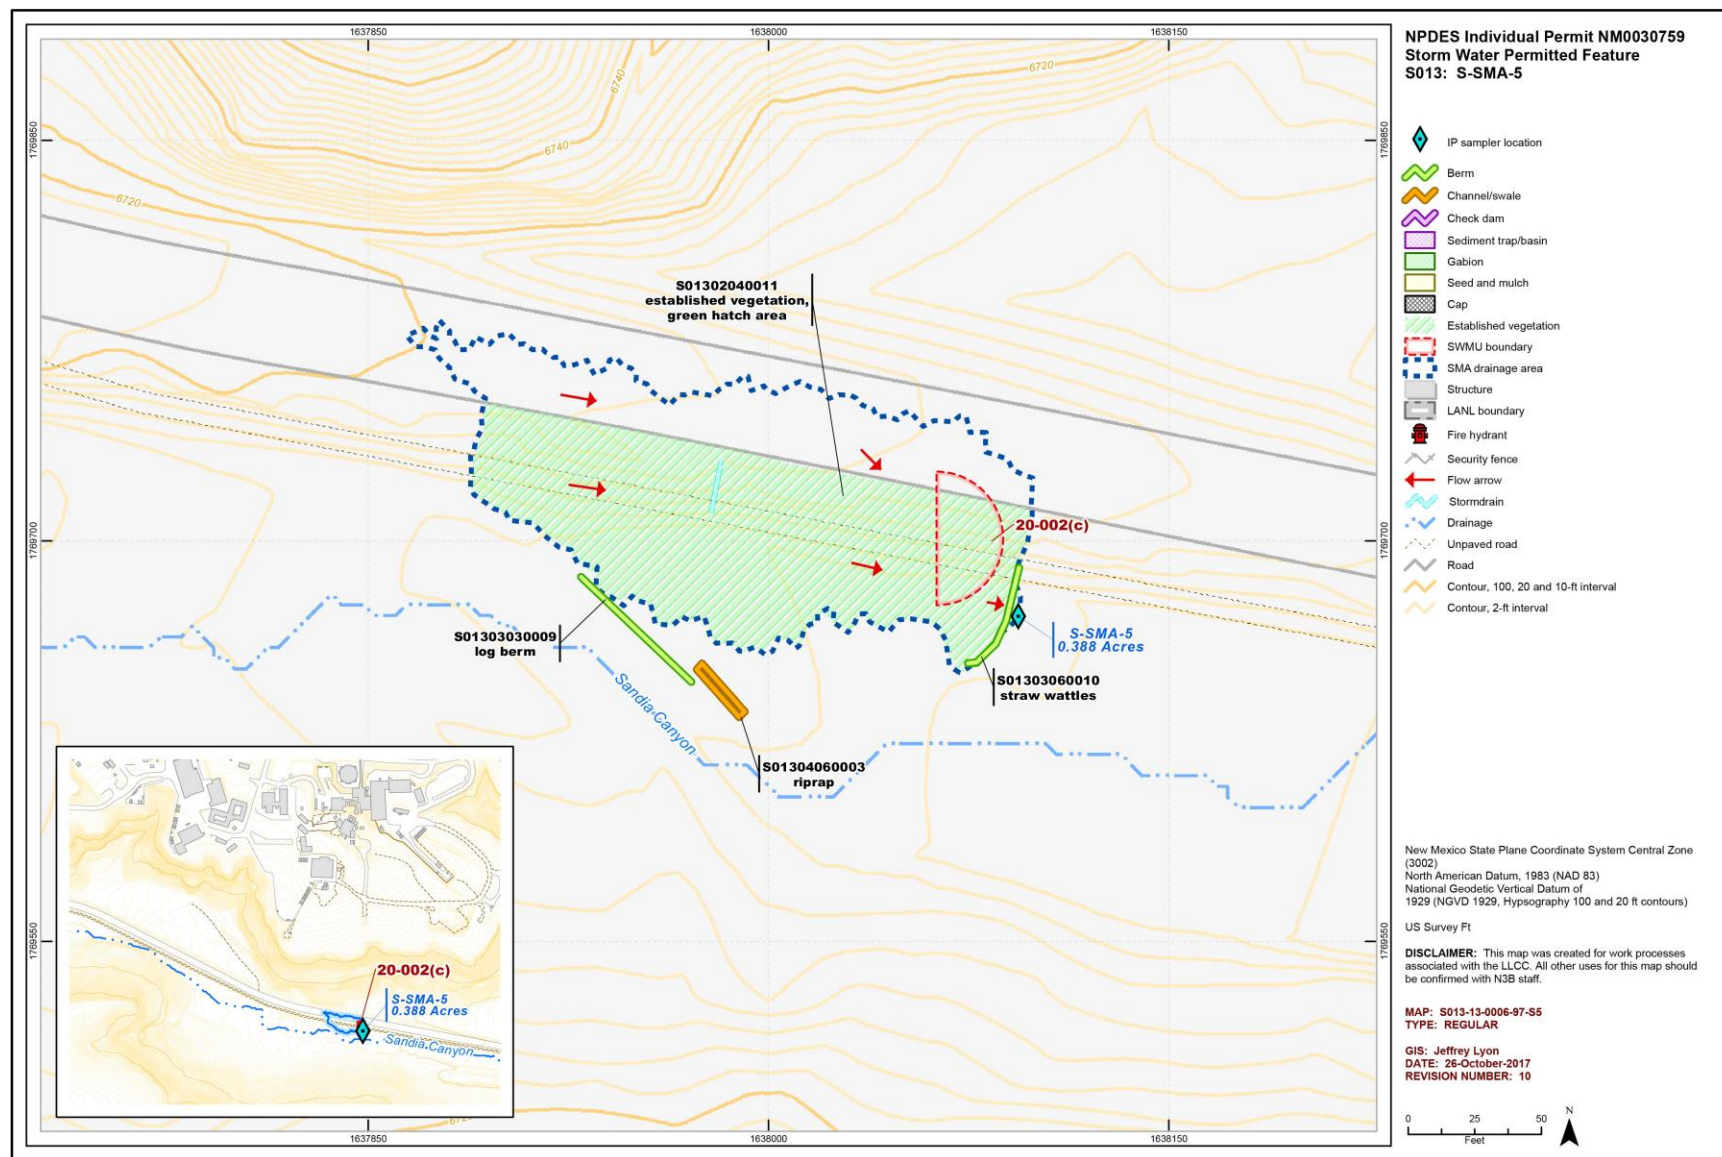 1637850
1638000
1638150
1769850
1769850
1769700
1769700
1769550
1769550
1637850
1638000
1638150
6720
6740
6740
6720
S01302040011
established vegetation,
green hatch area
20-002(c)
S-SMA-5
0.388 Acres
S01303030009
log berm
Sandia Canyon
S01303060010
straw wattles
S01304060003
riprap
20-002(c)
S-SMA-5
0.388 Acres
Sandia Canyon
NPDES Individual Permit NM0030759
Storm Water Permitted Feature
S013: S-SMA-5
IP sampler location
Berm
Channel/swale
Check dam
Sediment trap/basin
Gabion
Seed and mulch
Cap
Established vegetation
SWMU boundary
SMA drainage area
Structure
LANL boundary
Fire hydrant
Security fence
Flow arrow
Stormdrain
Drainage
Unpaved road
Road
Contour, 100, 20 and 10-ft interval
Contour, 2-ft interval
New Mexico State Plane Coordinate System Central Zone
(3002)
North American Datum, 1983 (NAD 83)
National Geodetic Vertical Datum of
1929 (NGVD 1929, Hypsography 100 and 20 ft contours)
US Survey Ft
DISCLAIMER: This map was created for work processes
associated with the LLCC. All other uses for this map should
be confirmed with N3B staff.
MAP: S013-13-0006-97-S5
TYPE: REGULAR
GIS: Jeffrey Lyon
DATE: 26-October-2017
REVISION NUMBER: 10
0 25 50
Feet
N